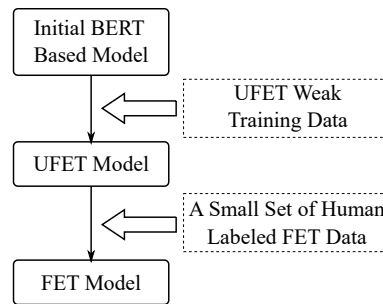 Initial BERT
Based Model
UFET Weak
Training Data
UFET Model
A Small Set of Human
Labeled FET Data
FET Model